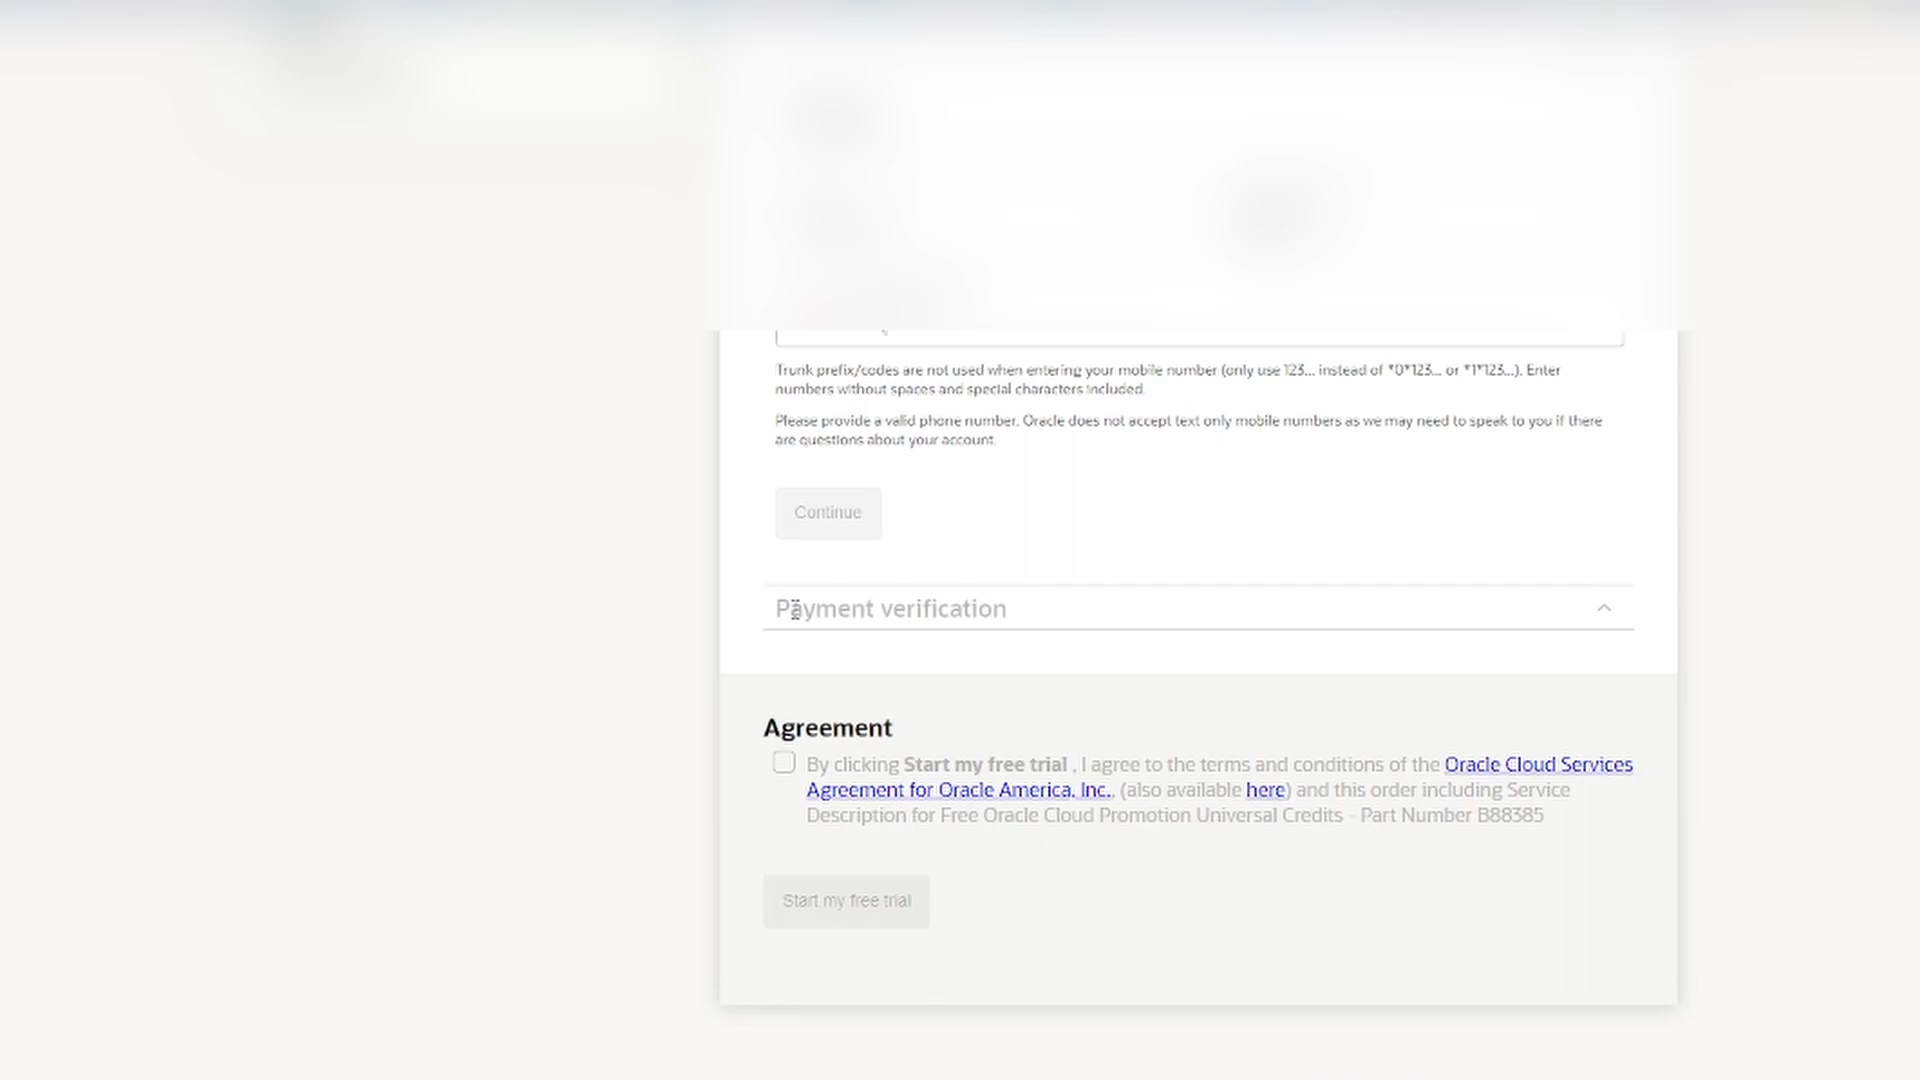 Trunk prefix/codes are not used when entering your mobile number (only use 123... instead of *0*123... or *1*123...). Enter
numbers without spaces and special characters included.
Please provide a valid phone number. Oracle does not accept text only mobile numbers as we may need to speak to you if there
are questions about your account.
Continue
Payment verification
Agreement
By clicking Start my free trial , I agree to the terms and conditions of the Oracle Cloud Services
Agreement for Oracle America, Inc., (also available here) and this order including Service
Description for Free Oracle Cloud Promotion Universal Credits - Part Number B88385
Start my free trial